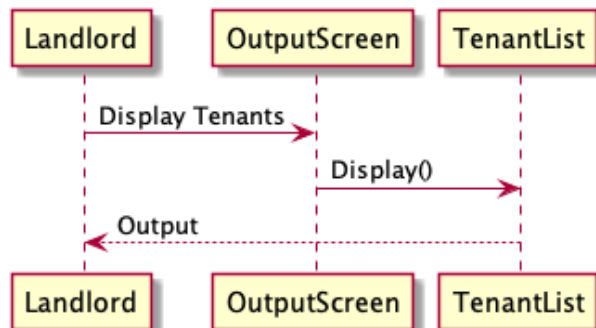 Landlord OutputScreen TenantList
Display Tenants
Display()
Output
Landlord OutputScreen TenantList